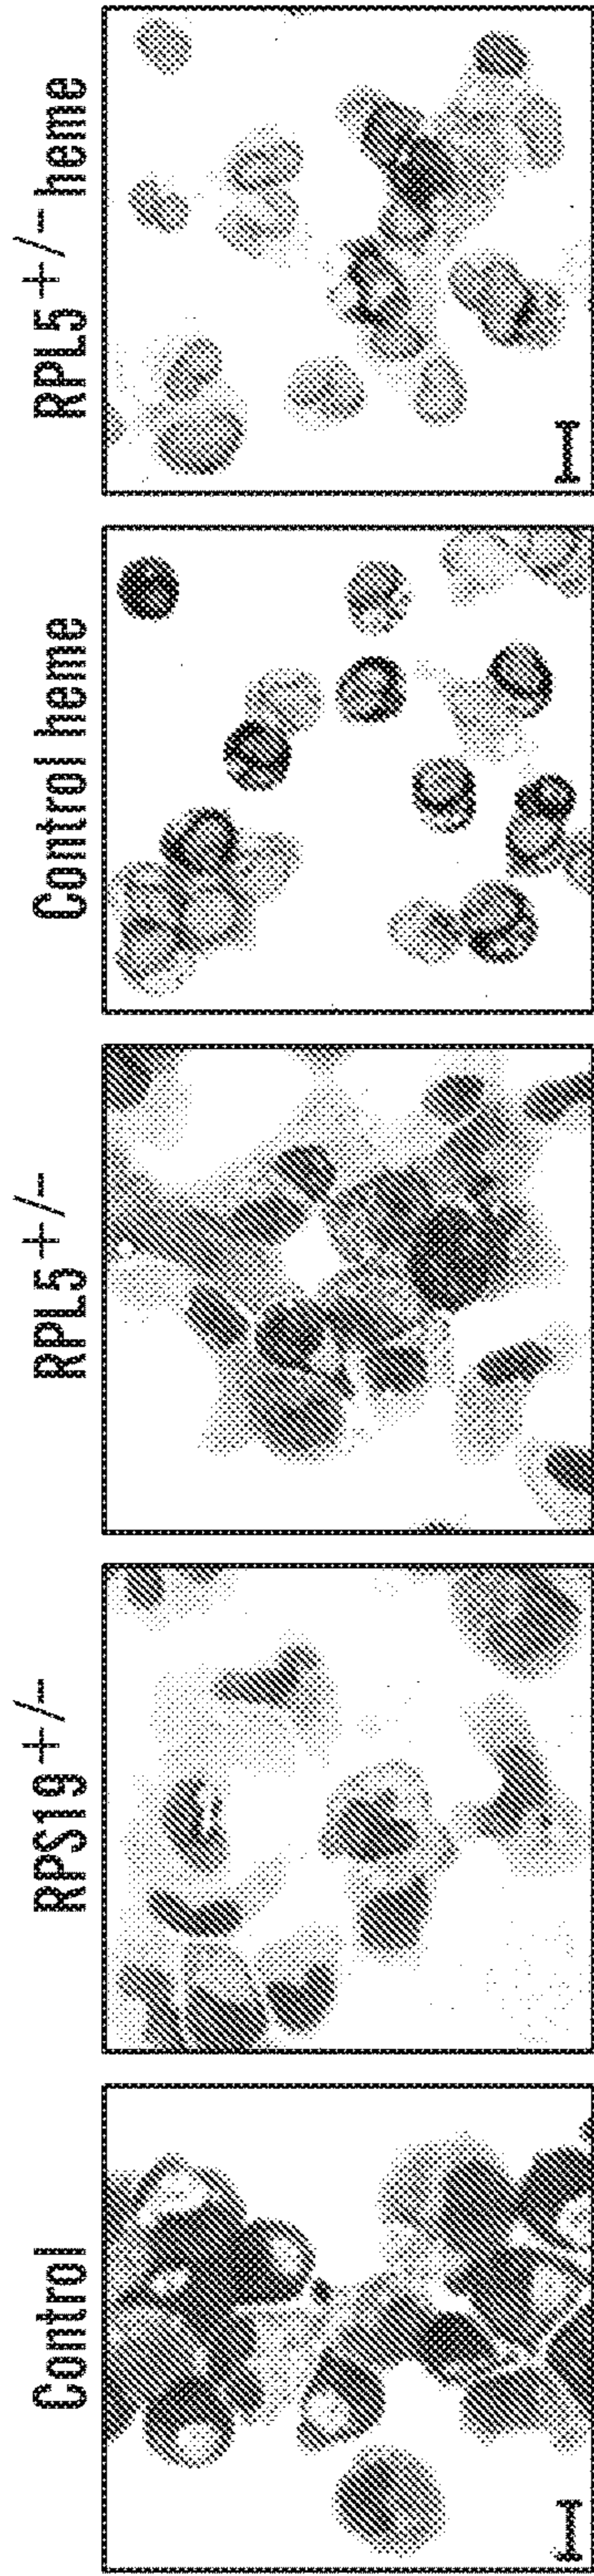 Control
RPS19 +/-
RPL5 +/-
Control heme
RPL5 +/- heme